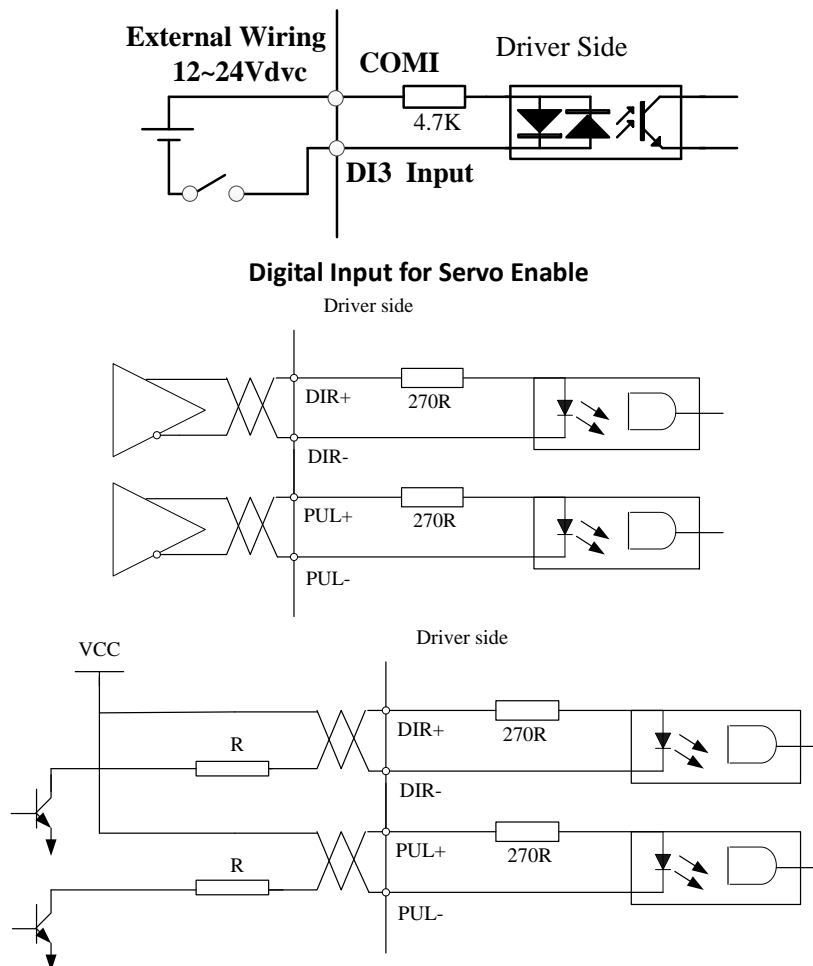 External Wiring
12~24Vdvc
COMI
Driver Side
4.7K
DI3 Input
Digital Input for Servo Enable
Driver side
DIR+
270R
DIR-
PUL+
270R
PUL-
VCC
Driver side
DIR+
270R
R
DIR-
PUL+
270R
R
PUL-